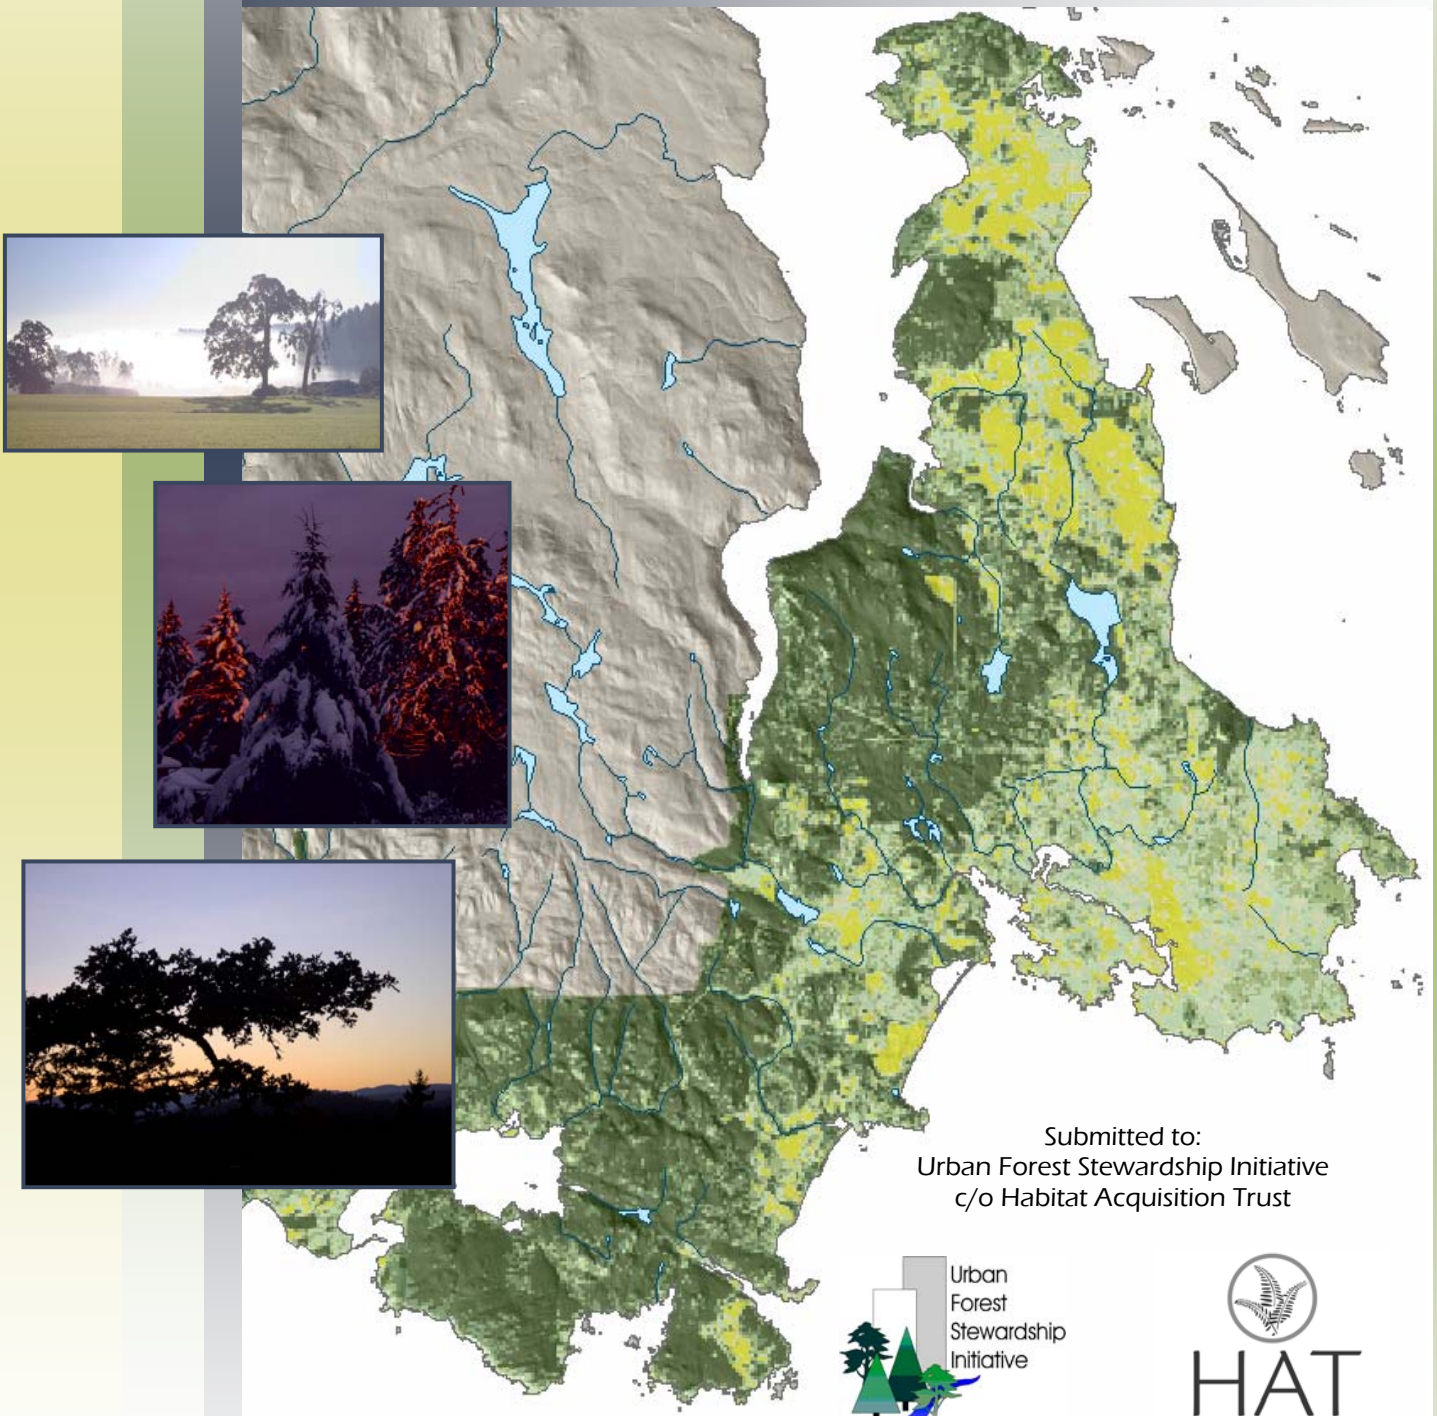 Submitted to:
Urban Forest Stewardship Initiative
c/o Habitat Acquisition Trust
Urban
Forest
Stewardship
Initiative
HAT